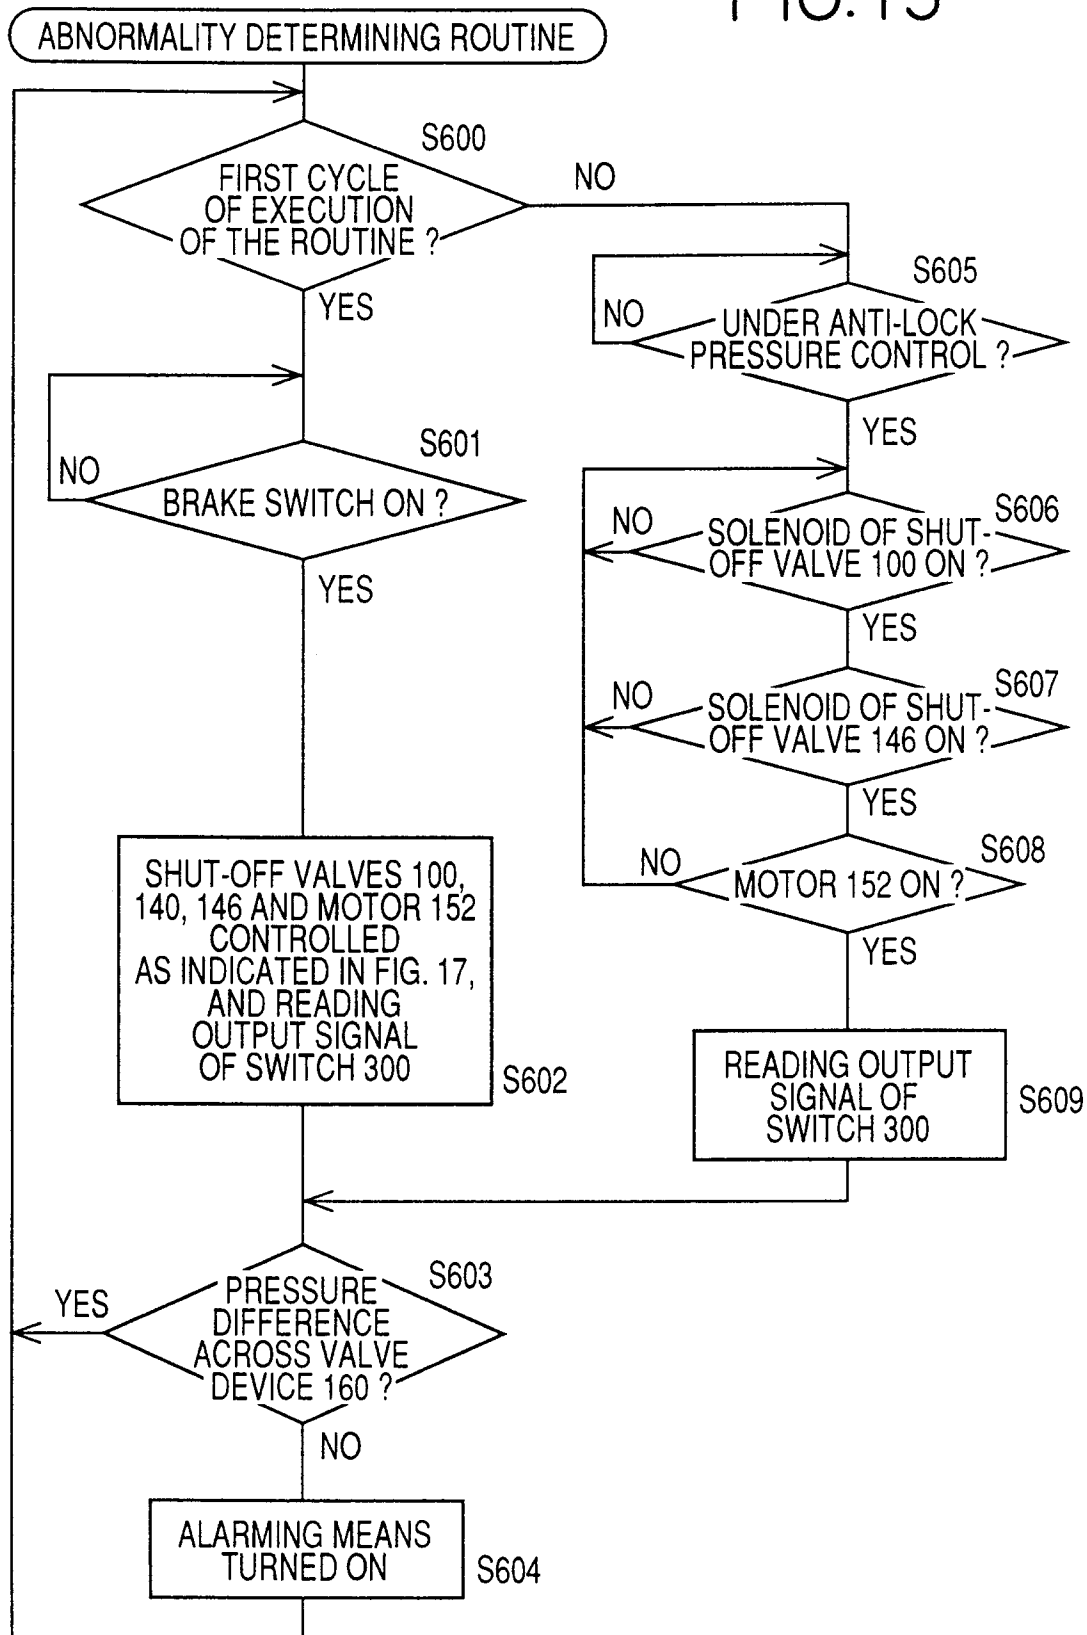 FIG. 15
ABNORMALITY DETERMINING ROUTINE
S600
FIRST CYCLE
OF EXECUTION
OF THE ROUTINE ?
NO
YES
S605
NO
UNDER ANTI-LOCK
PRESSURE CONTROL ?
YES
S601
NO
BRAKE SWITCH ON ?
YES
S606
NO
SOLENOID OF SHUT-
OFF VALVE 100 ON ?
YES
S607
NO
SOLENOID OF SHUT-
OFF VALVE 146 ON ?
YES
S608
NO
MOTOR 152 ON ?
YES
SHUT-OFF VALVES 100,
140, 146 AND MOTOR 152
CONTROLLED
AS INDICATED IN FIG. 17,
AND READING
OUTPUT SIGNAL
OF SWITCH 300
S602
READING OUTPUT
SIGNAL OF
SWITCH 300
S609
S603
YES
PRESSURE
DIFFERENCE
ACROSS VALVE
DEVICE 160 ?
NO
ALARMING MEANS
TURNED ON
S604